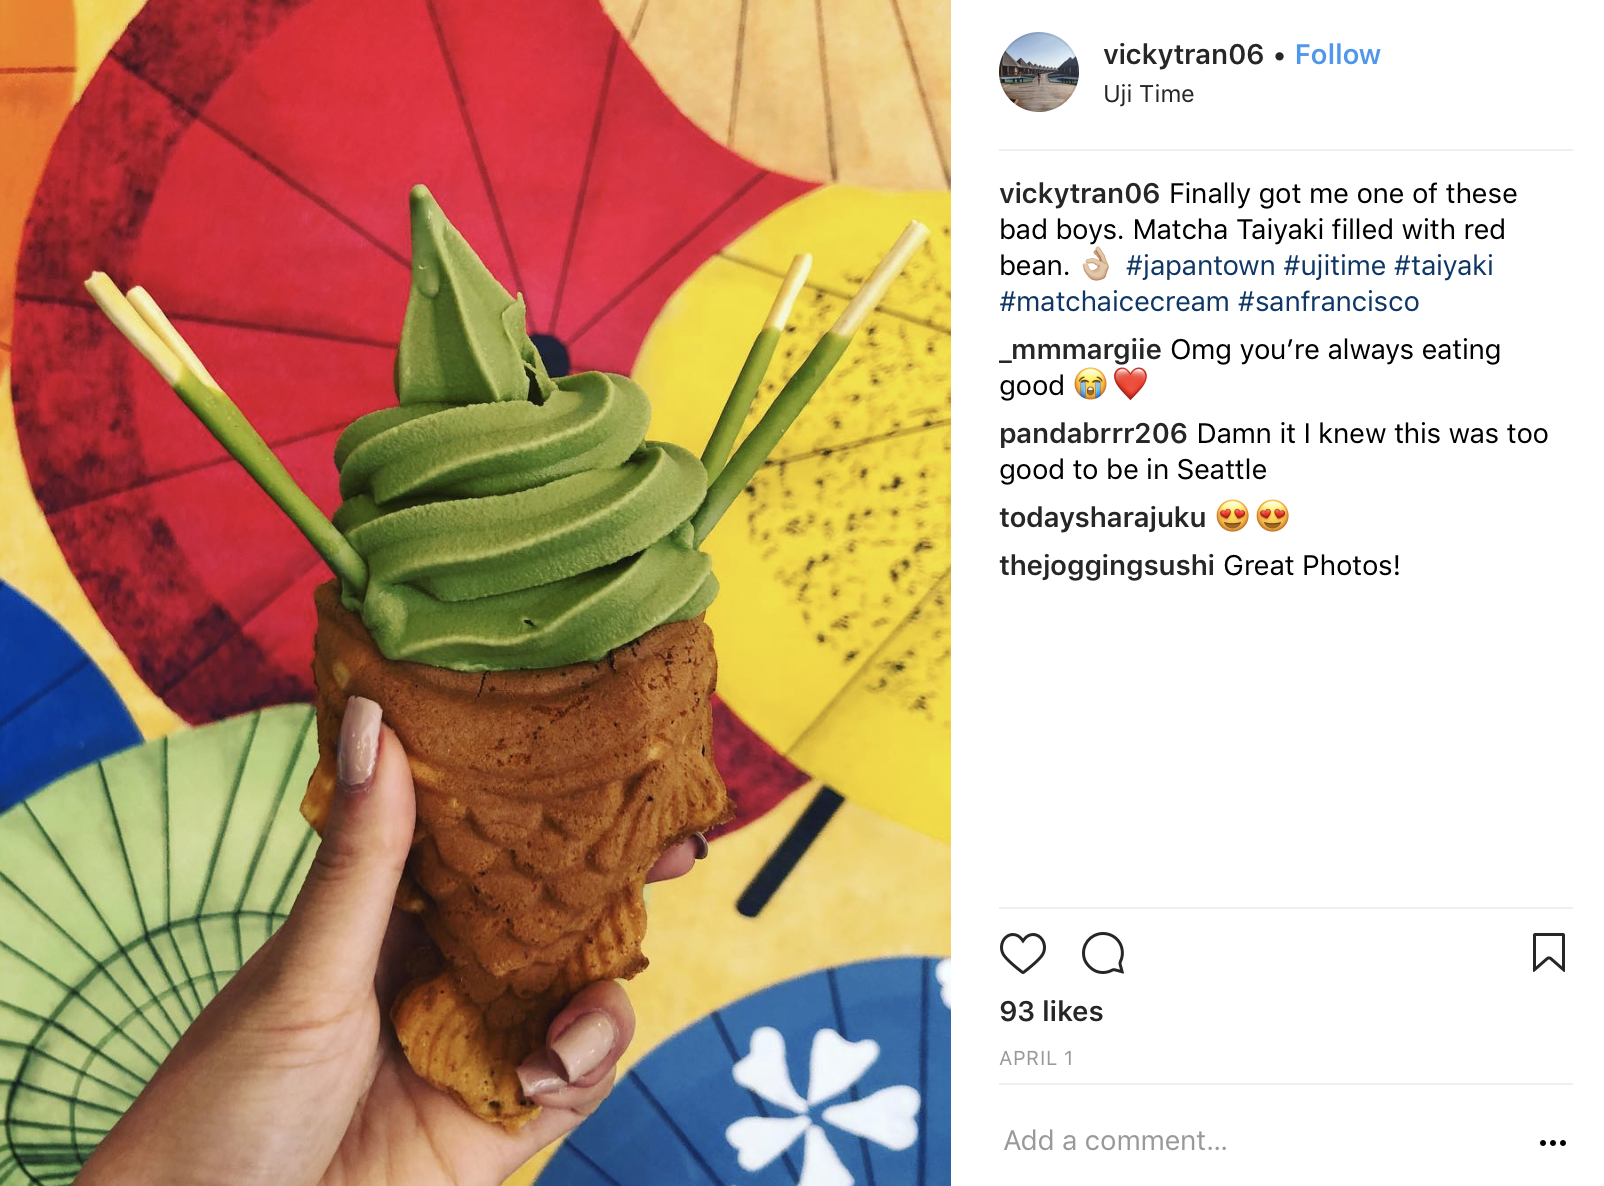 vickytran06 • Follow
Uji Time
vickytran06 Finally got me one of these
bad boys. Matcha Taiyaki filled with red
bean. 👌🏼 #japantown #ujitime #taiyaki
#matchaicecream #sanfrancisco
_mmmargiie Omg you’re always eating
good 😭❤️
pandabrrr206 Damn it I knew this was too
good to be in Seattle
todaysharajuku 😍😍
thejoggingsushi Great Photos!
93 likes
APRIL 1
Add a comment...